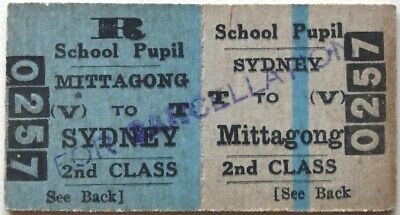 R
School Pupil
MITTAGONG
(V) TO T
SYDNEY
2nd CLASS
See Back]
0257
School Pupil
SYDNEY
T TO (V)
Mittagong
2nd CLASS
[See Back
0257
FOR CANCELLATION